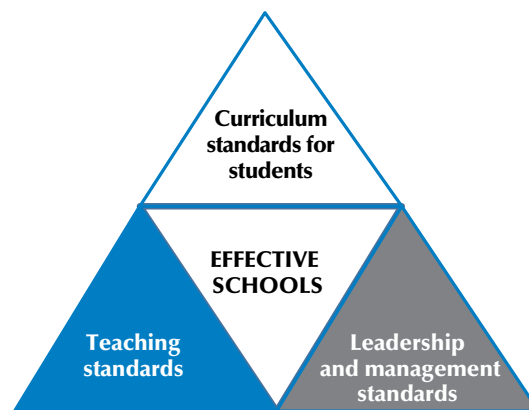 Curriculum
standards for
students
EFFECTIVE
SCHOOLS
Teaching
standards
Leadership
and management
standards